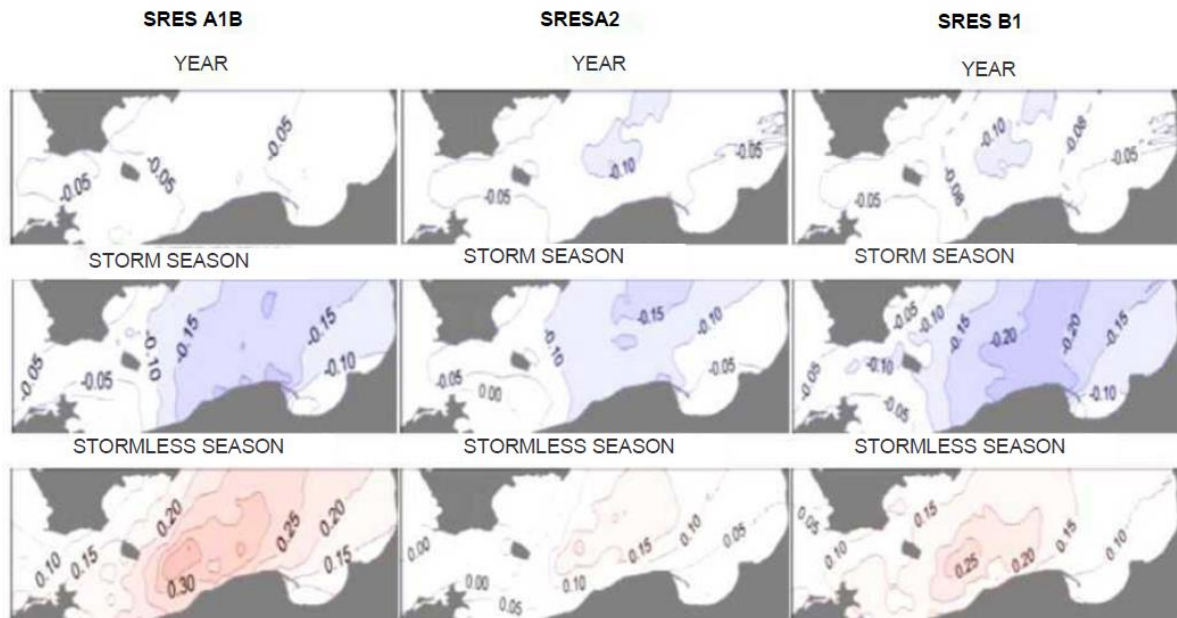 SRES A1B SRESA2 SRES B1
YEAR YEAR YEAR
-0.05 -0.05 -0.05
-0.10 -0.05 -0.05
-0.10 -0.08 -0.08 -0.05 -0.05
STORM SEASON STORM SEASON STORM SEASON
-0.05 -0.05 -0.10 -0.15 -0.15 -0.10
-0.05 0.00 -0.10 -0.15 -0.10 -0.05
-0.05 -0.05 -0.10 -0.10 -0.05 -0.15 -0.20 -0.20 -0.15 -0.10
STORMLESS SEASON STORMLESS SEASON STORMLESS SEASON
0.10 0.15 0.20 0.30 0.25 0.20 0.15
0.00 0.00 0.05 0.10 0.15 0.10 0.05
0.05 0.10 0.15 0.25 0.20 0.15 0.10